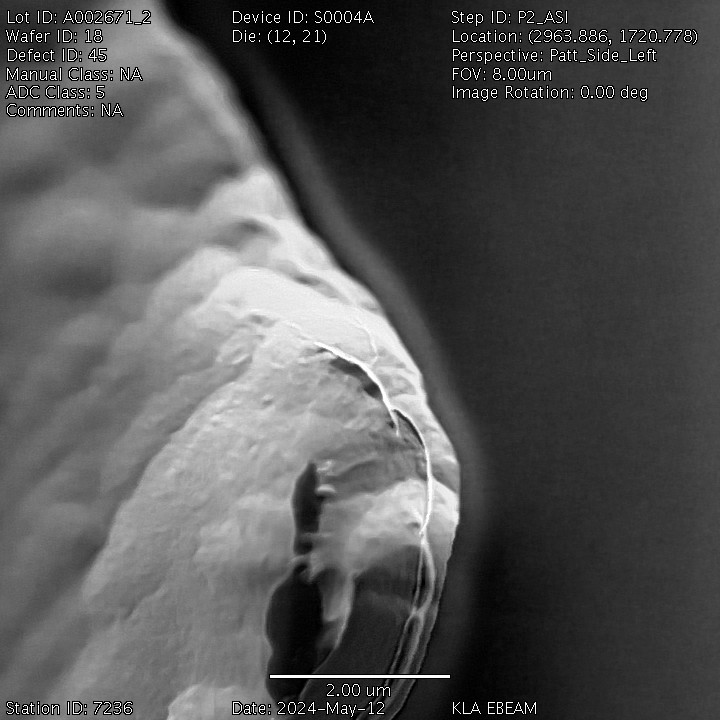 Lot ID: A002671_2
Wafer ID: 18
Defect ID: 45
Manual Class: NA
ADC Class: 5
Comments: NA
Device ID: S0004A
Die: (12, 21)
Step ID: P2_ASI
Location: (2963.886, 1720.778)
Perspective: Patt_Side_Left
FOV: 8.00um
Image Rotation: 0.00 deg
2.00 um
Station ID: 7236
Date: 2024-May-12
KLA EBEAM